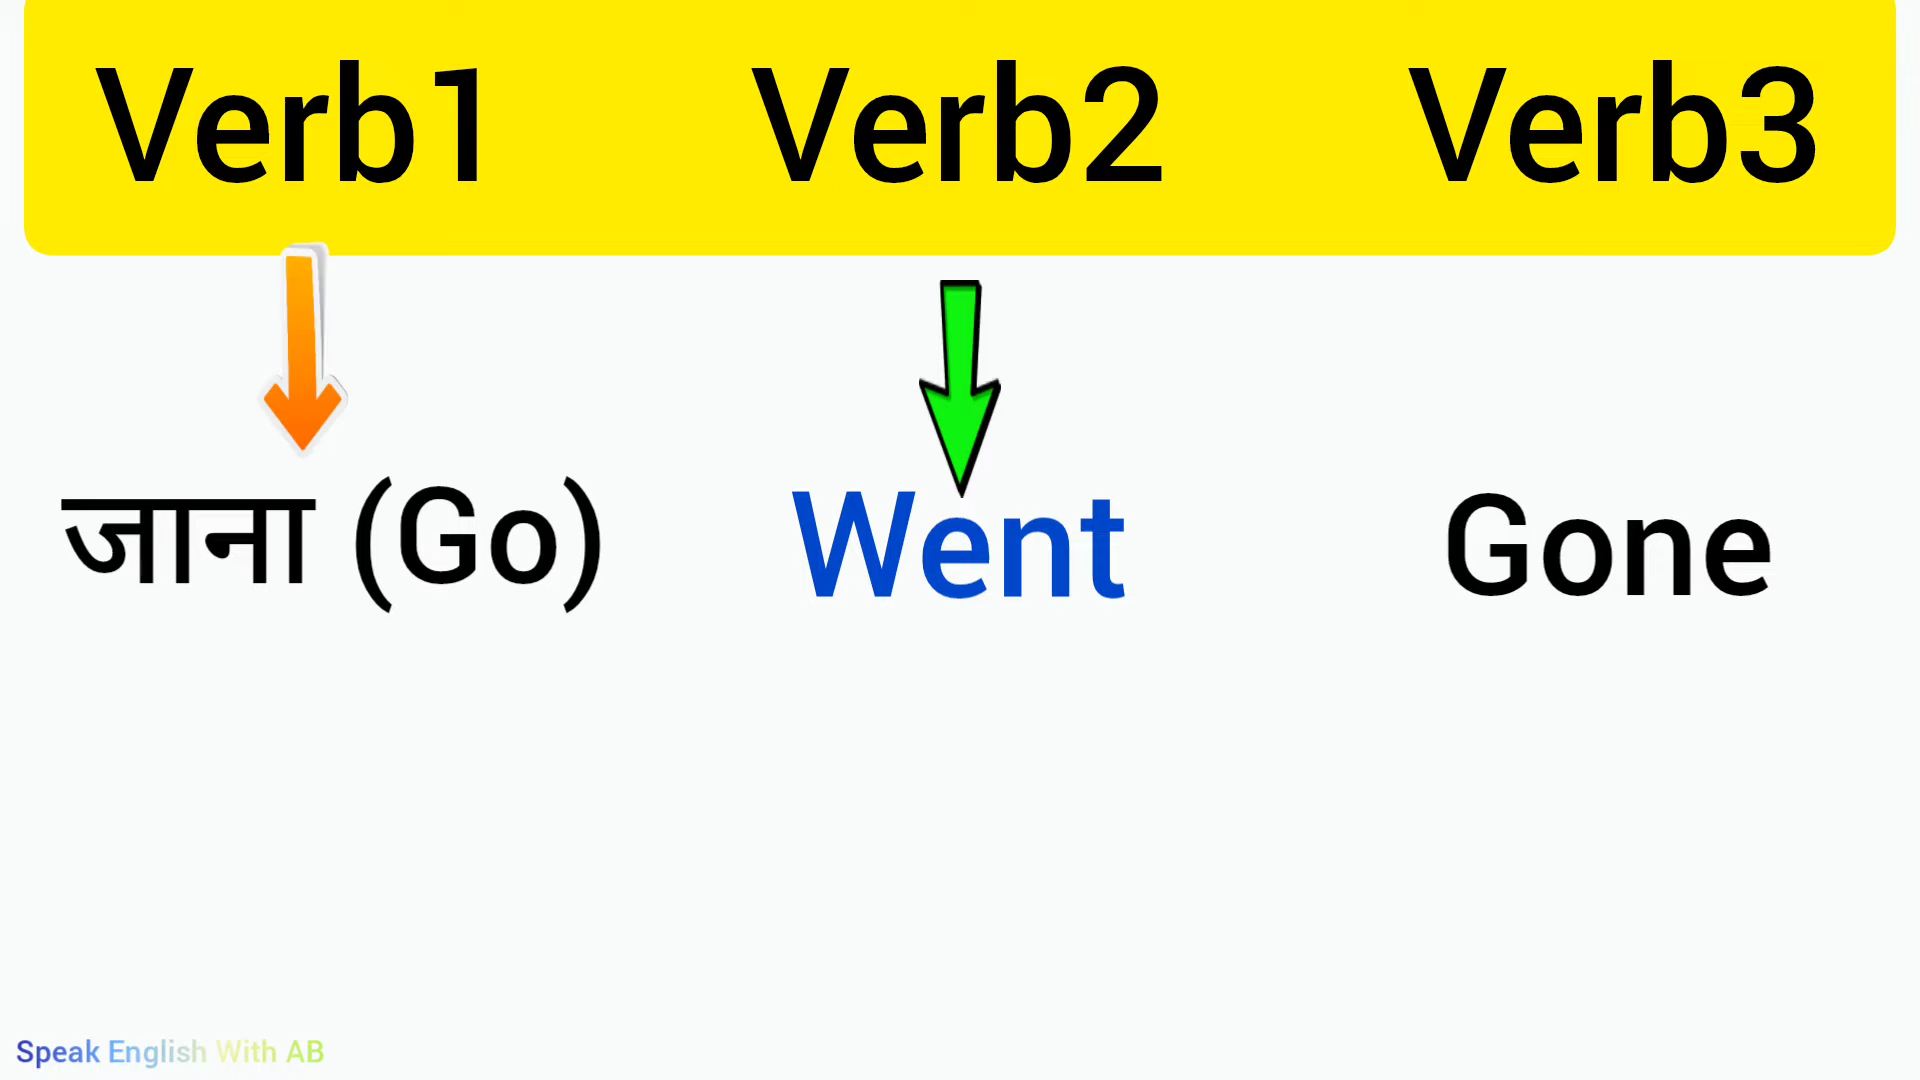 Verb1 Verb2 Verb3
जाना (Go) Went Gone
Speak English With AB